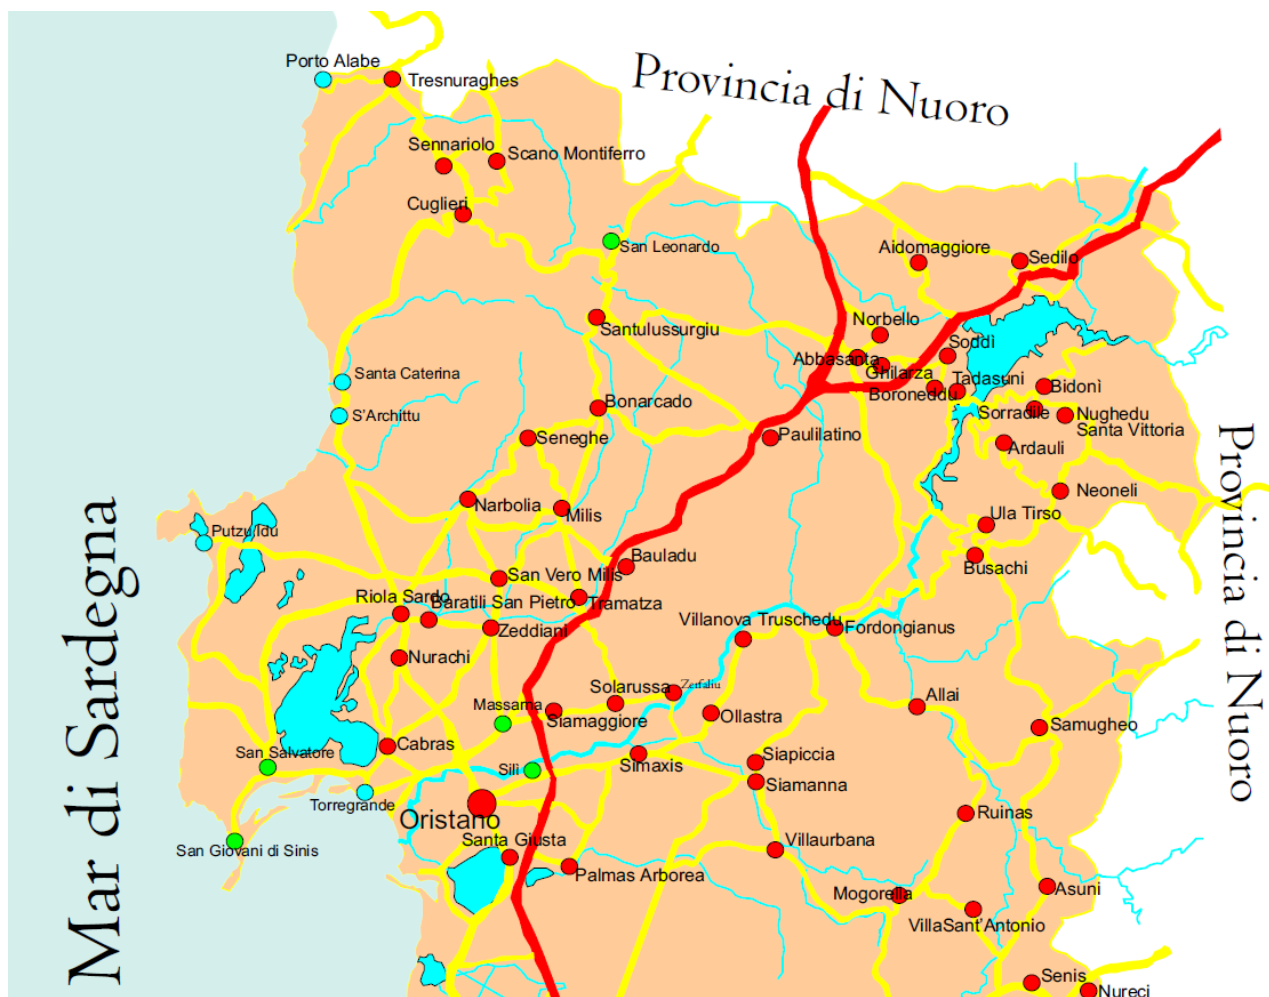 Porto Alabe
Tresnuraghes
Provincia di Nuoro
Sennariolo
Scano Montiferro
Cuglieri
San Leonardo
Aidomaggiore
Sedilo
Santulussurgiu
Norbello
Soddì
Abbasanta
Ghilarza
Santa Caterina
Boroneddu
Tadasuni
Bidonì
S'Archittu
Bonarcado
Sorradile
Nughedu
Santa Vittoria
Seneghe
Paulilatino
Ardauli
Provincia di Nuoro
Mar di Sardegna
Narbolia
Milis
Neoneli
Ula Tirso
Putzu Idu
Bauladu
Busachi
San Vero Milis
Riola Sardo
Baratili San Pietro
Tramatza
Zeddiani
Villanova Truschedu
Fordongianus
Nurachi
Solarussa
Zerfaliu
Allai
Massama
Siamaggiore
Ollastra
Samugheo
Cabras
San Salvatore
Sili
Simaxis
Siapiccia
Siamanna
Torregrande
Oristano
Ruinas
San Giovani di Sinis
Santa Giusta
Villaurbana
Palmas Arborea
Mogorella
Asuni
VillaSant'Antonio
Senis
Nureci